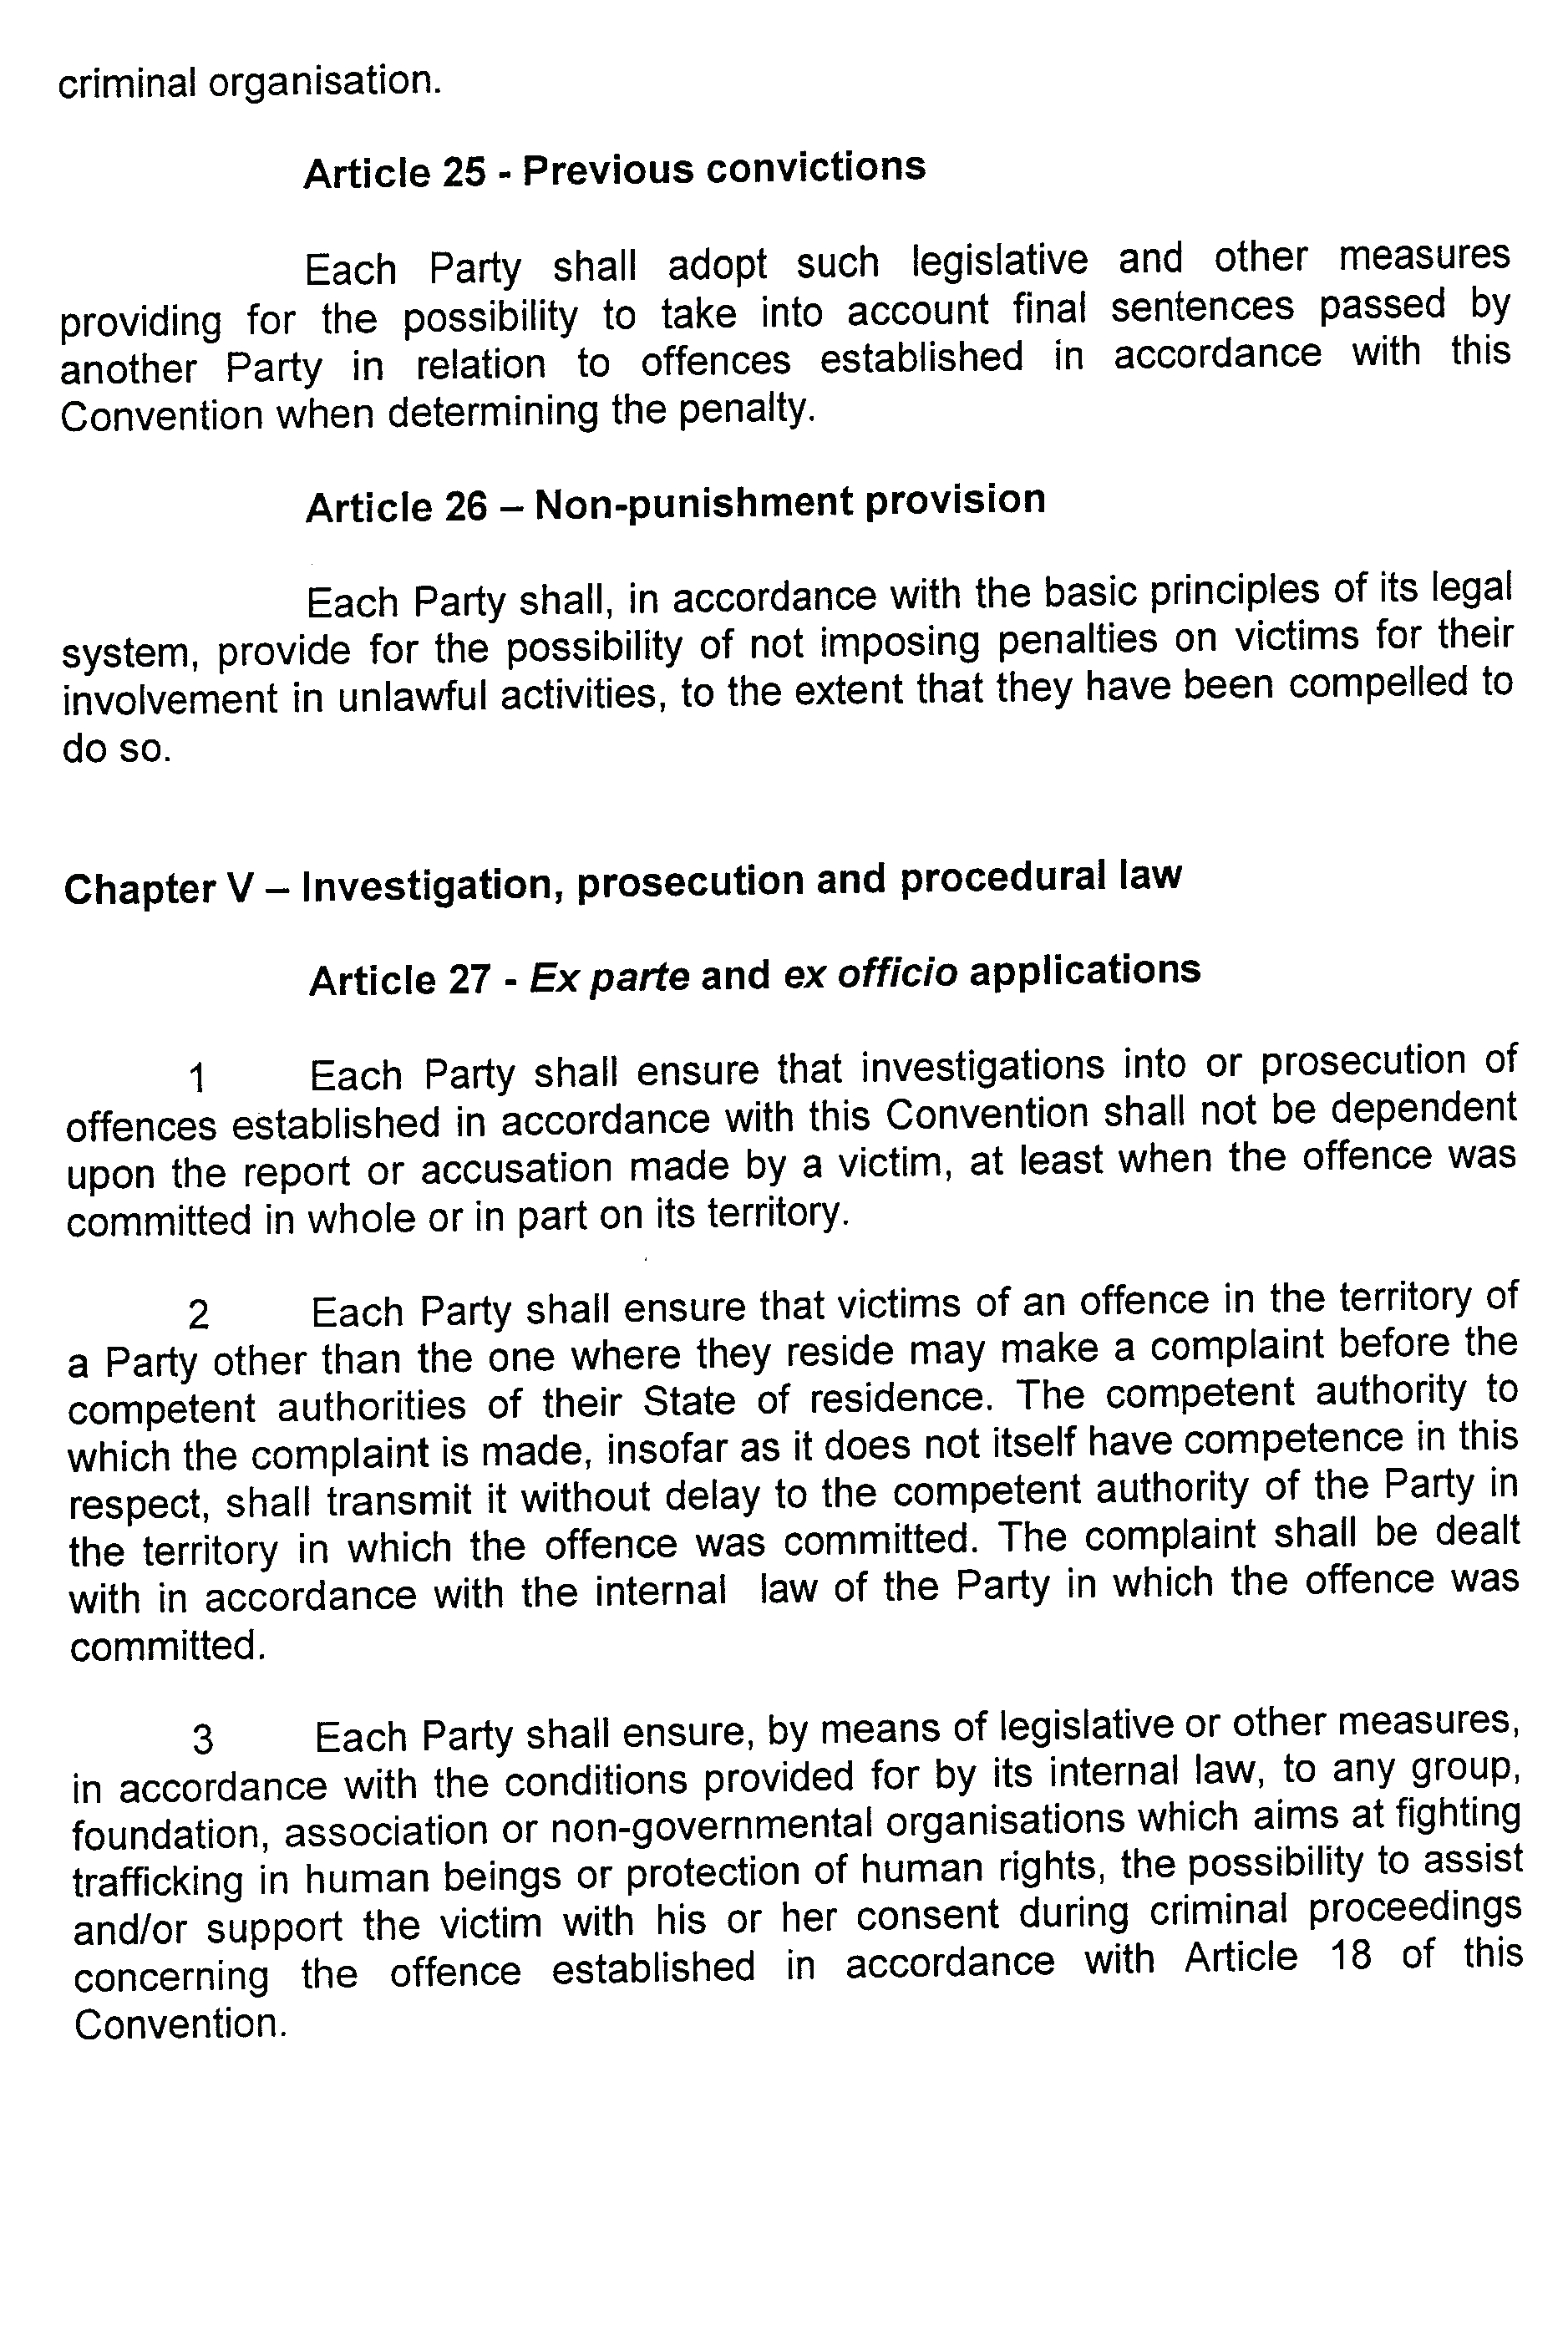 criminal organisation.
Article 25 - Previous convictions
Each Party shall adopt such legislative and other measures
providing for the possibility to take into account final sentences passed by
another Party in relation to offences established in accordance with this
Convention when determining the penalty.
Article 26 – Non-punishment provision
Each Party shall, in accordance with the basic principles of its legal
system, provide for the possibility of not imposing penalties on victims for their
involvement in unlawful activities, to the extent that they have been compelled to
do so.
Chapter V – Investigation, prosecution and procedural law
Article 27 - Ex parte and ex officio applications
1 Each Party shall ensure that investigations into or prosecution of
offences established in accordance with this Convention shall not be dependent
upon the report or accusation made by a victim, at least when the offence was
committed in whole or in part on its territory.
2 Each Party shall ensure that victims of an offence in the territory of
a Party other than the one where they reside may make a complaint before the
competent authorities of their State of residence. The competent authority to
which the complaint is made, insofar as it does not itself have competence in this
respect, shall transmit it without delay to the competent authority of the Party in
the territory in which the offence was committed. The complaint shall be dealt
with in accordance with the internal law of the Party in which the offence was
committed.
3 Each Party shall ensure, by means of legislative or other measures,
in accordance with the conditions provided for by its internal law, to any group,
foundation, association or non-governmental organisations which aims at fighting
trafficking in human beings or protection of human rights, the possibility to assist
and/or support the victim with his or her consent during criminal proceedings
concerning the offence established in accordance with Article 18 of this
Convention.